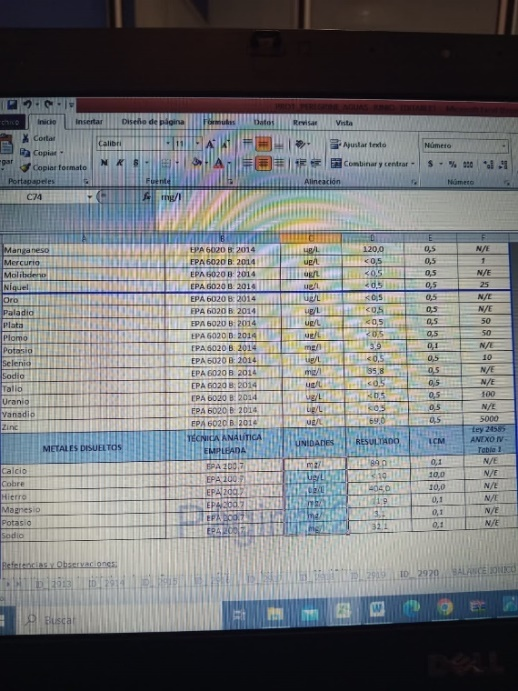 Inicio Insertar Diseño de página Fórmulas Datos Revisar Vista
Cortar
Copiar
Copiar formato
Portapapeles
Calibri 11
N K S
Fuente
Ajustar texto
Combinar y centrar
Alineación
Número
$ % 000
Número
C74 fx mg/l
A B C D E F
Manganeso EPA 6020 B: 2014 ug/L 120,0 0,5 N/E
Mercurio EPA 6020 B: 2014 ug/L <0,5 0,5 1
Molibdeno EPA 6020 B: 2014 ug/L <0,5 0,5 N/E
Níquel EPA 6020 B: 2014 ug/L <0,5 0,5 25
Oro EPA 6020 B: 2014 ug/L <0,5 0,5 N/E
Paladio EPA 6020 B: 2014 ug/L <0,5 0,5 N/E
Plata EPA 6020 B: 2014 ug/L <0,5 0,5 50
Plomo EPA 6020 B: 2014 ug/L <0,5 0,5 50
Potasio EPA 6020 B: 2014 mg/l 3,9 0,1 N/E
Selenio EPA 6020 B: 2014 ug/L <0,5 0,5 10
Sodio EPA 6020 B: 2014 mg/l 0,5 N/E
Talio EPA 6020 B: 2014 ug/L <0,5 0,5 N/E
Uranio EPA 6020 B: 2014 ug/L <0,5 0,5 100
Vanadio EPA 6020 B: 2014 ug/L <0,5 0,5 N/E
Zinc EPA 6020 B: 2014 ug/L 69,0 0,5 5000
METALES DISUELTOS TÉCNICA ANALÍTICA EMPLEADA UNIDADES RESULTADO LCM Ley 24585 ANEXO IV - Tabla 1
Calcio EPA 200.7 mg/ 0,1 N/E
Cobre EPA 200.7 ug/L <10 10,0 N/E
Hierro EPA 200.7 ug/L 404,0 10,0 N/E
Magnesio EPA 200.7 mg/ 0,1 N/E
Potasio EPA 200.7 mg/ 0,1 N/E
Sodio EPA 200.7 mg/ 32,1 0,1 N/E
Página
Referencias y Observaciones:
ID_2913 ID_2914 ID_2919 ID_2920 BALANCE IONICO
Buscar
DELL